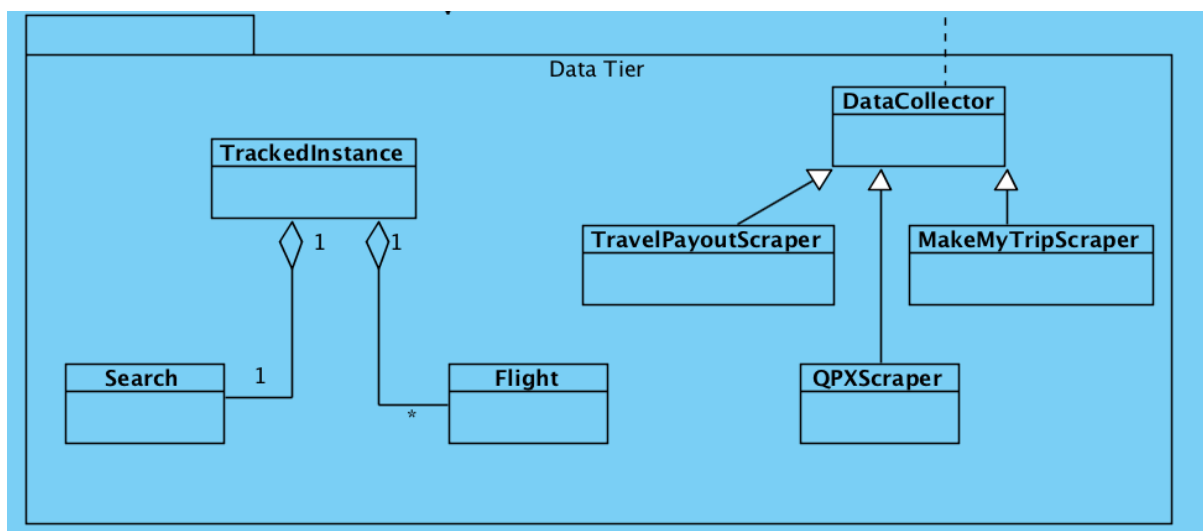 Data Tier
DataCollector
TrackedInstance
1
1
TravelPayoutScraper
MakeMyTripScraper
Search
1
Flight
*
QPXScraper